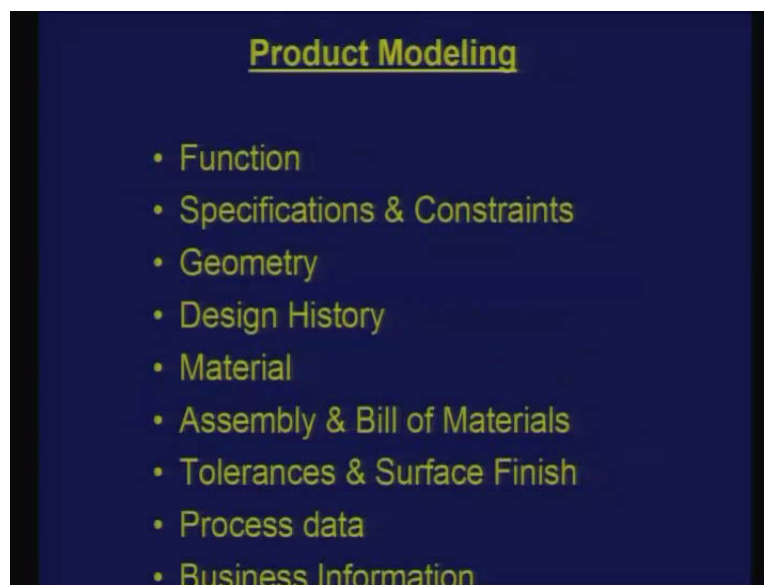 Product Modeling
• Function
• Specifications & Constraints
• Geometry
• Design History
• Material
• Assembly & Bill of Materials
• Tolerances & Surface Finish
• Process data
• Business Information